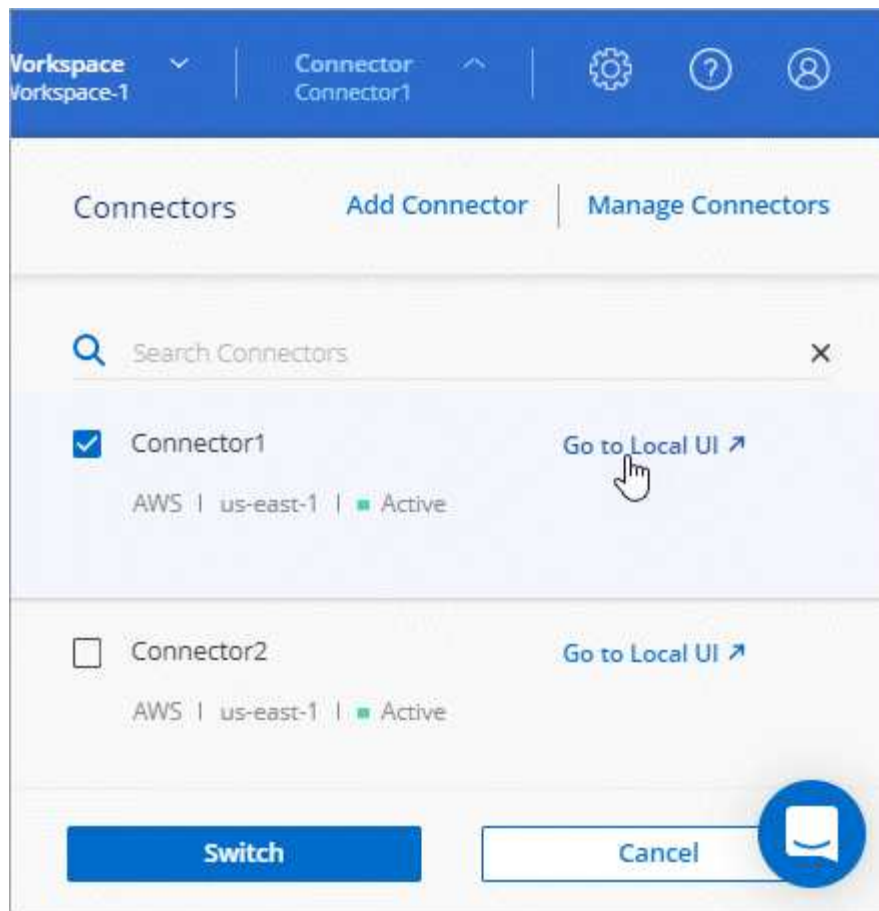 Workspace
Workspace-1
Connector
Connector1
Connectors Add Connector Manage Connectors
Search Connectors
Connector1 Go to Local UI
AWS | us-east-1 | Active
Connector2 Go to Local UI
AWS | us-east-1 | Active
Switch Cancel